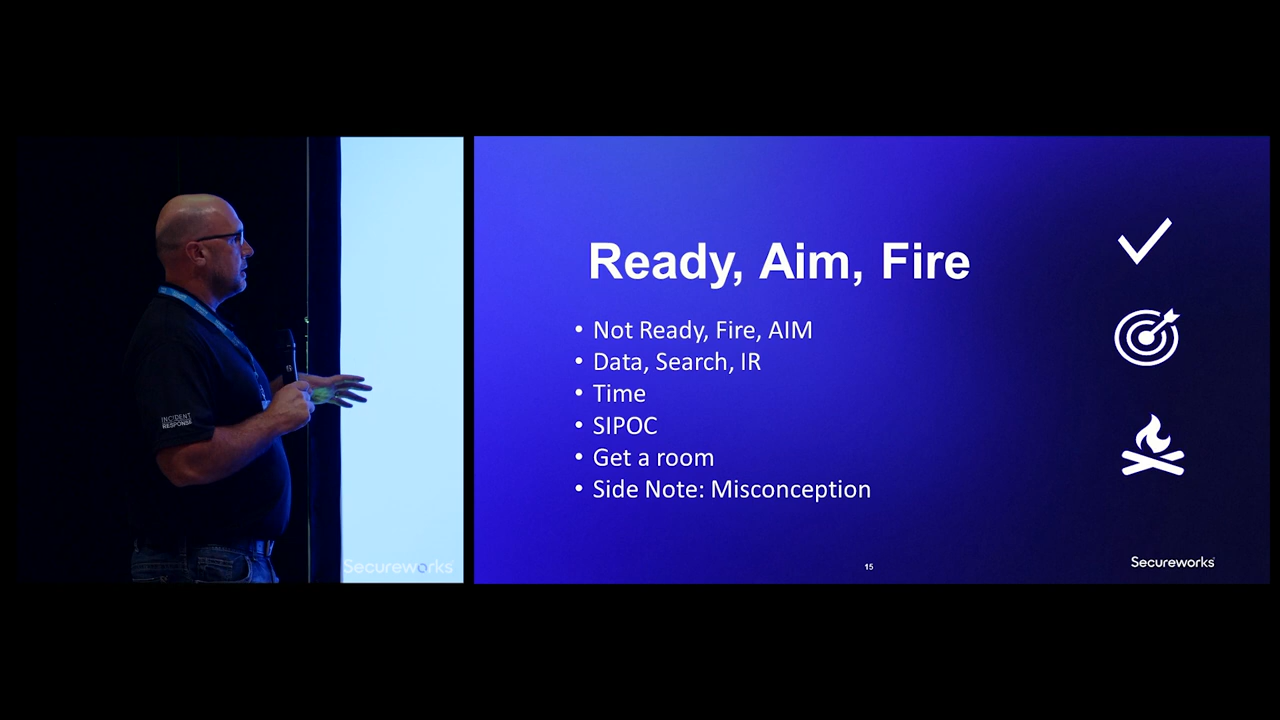 INCIDENT
RESPONSE
Secureworks
Ready, Aim, Fire
• Not Ready, Fire, AIM
• Data, Search, IR
• Time
• SIPOC
• Get a room
• Side Note: Misconception
15
Secureworks